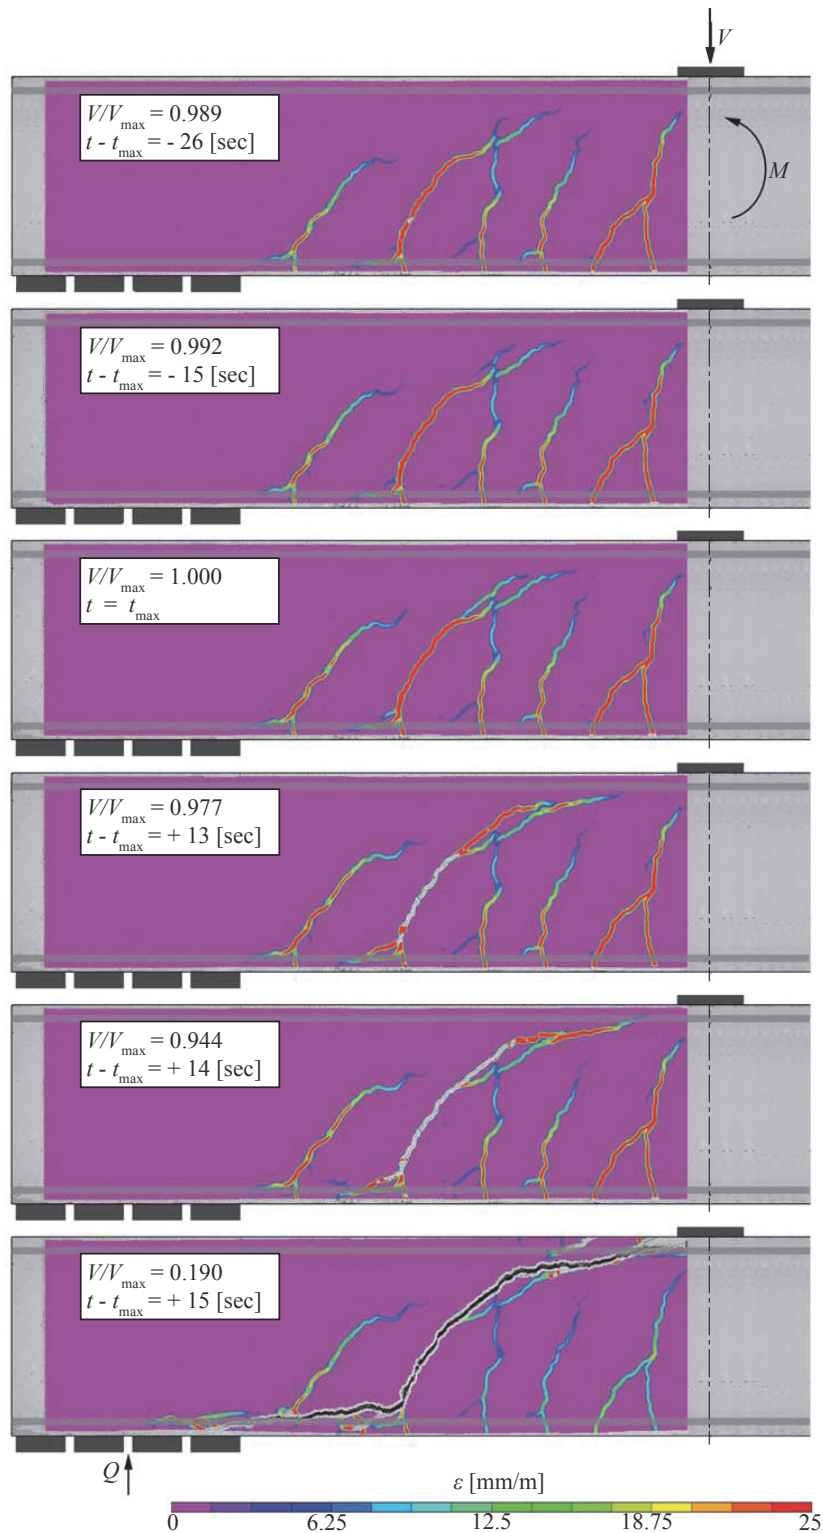 V
V/Vmax = 0.989
t - tmax = - 26 [sec]
M
V/Vmax = 0.992
t - tmax = - 15 [sec]
V/Vmax = 1.000
t = tmax
V/Vmax = 0.977
t - tmax = + 13 [sec]
V/Vmax = 0.944
t - tmax = + 14 [sec]
V/Vmax = 0.190
t - tmax = + 15 [sec]
Q
ε [mm/m]
0 6.25 12.5 18.75 25